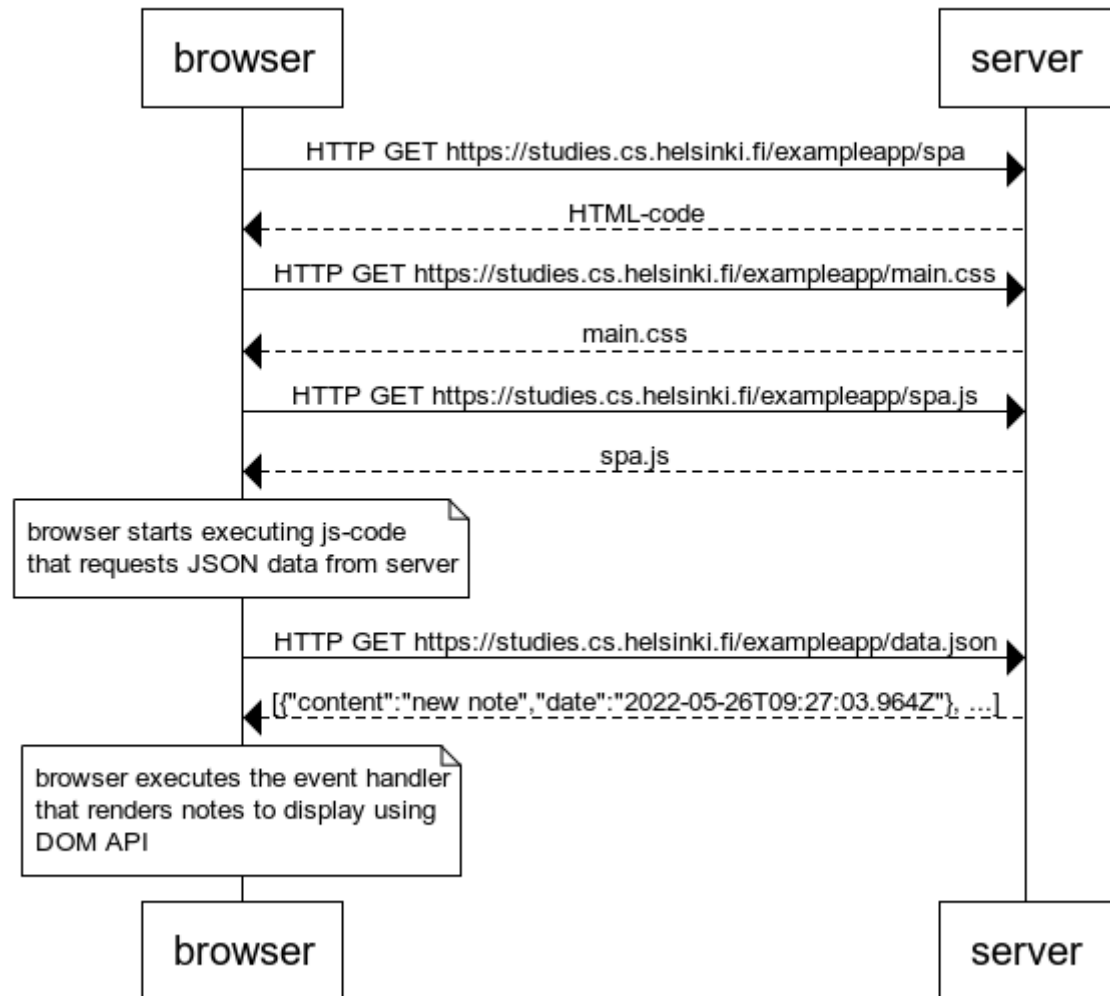 browser
server
HTTP GET https://studies.cs.helsinki.fi/exampleapp/spa
HTML-code
HTTP GET https://studies.cs.helsinki.fi/exampleapp/main.css
main.css
HTTP GET https://studies.cs.helsinki.fi/exampleapp/spa.js
spa.js
browser starts executing js-code
that requests JSON data from server
HTTP GET https://studies.cs.helsinki.fi/exampleapp/data.json
[{"content":"new note","date":"2022-05-26T09:27:03.964Z"}, ...]
browser executes the event handler
that renders notes to display using
DOM API
browser
server